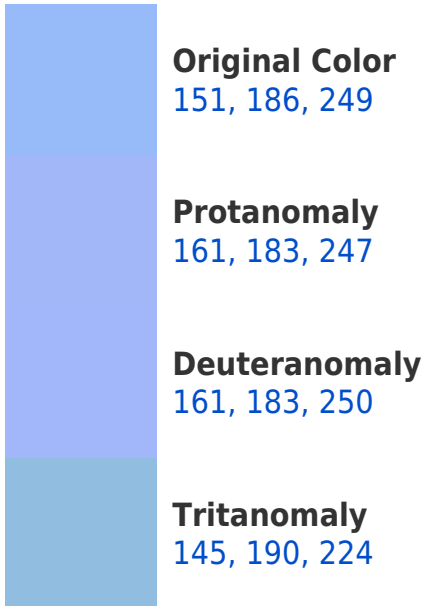 Original Color
151, 186, 249
Protanomaly
161, 183, 247
Deuteranomaly
161, 183, 250
Tritanomaly
145, 190, 224